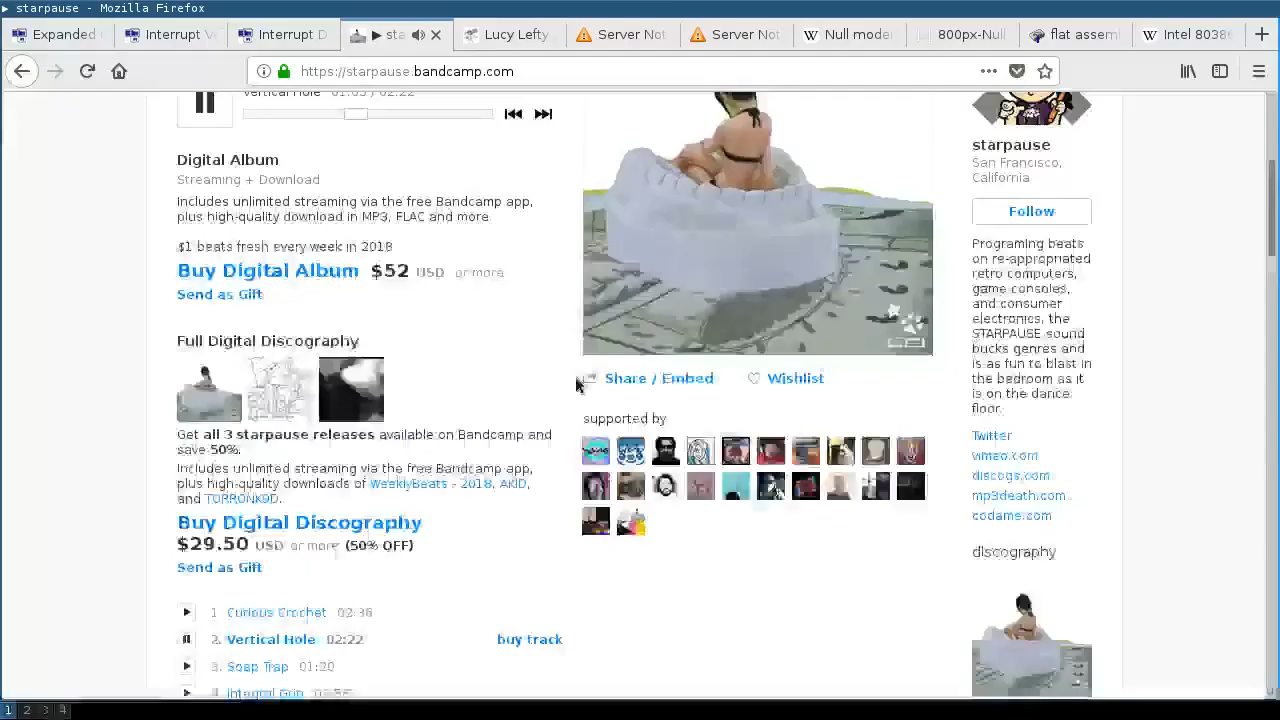 starpause - Mozilla Firefox
Expanded
Interrupt V
Interrupt D
sta
Lucy Lefty
Server Not
Server Not
Null mode
800px-Null
flat assem
Intel 8038
https://starpause.bandcamp.com
Vertical Hole 01:03 / 02:22
Digital Album
Streaming + Download
Includes unlimited streaming via the free Bandcamp app,
plus high-quality download in MP3, FLAC and more.
$1 beats fresh every week in 2018
Buy Digital Album $52 USD or more
Send as Gift
Full Digital Discography
Get all 3 starpause releases available on Bandcamp and
save 50%.
Includes unlimited streaming via the free Bandcamp app,
plus high-quality downloads of WeeklyBeats - 2018, AKID,
and TORRONK9D.
Buy Digital Discography
$29.50 USD or more (50% OFF)
Send as Gift
1. Curious Crochet 02:36
2. Vertical Hole 02:22 buy track
3. Soap Trap 01:20
4. Integral Grip
Share / Embed
Wishlist
supported by
starpause
San Francisco,
California
Follow
Programing beats
on re-appropriated
retro computers,
game consoles,
and consumer
electronics, the
STARPAUSE sound
bucks genres and
is as fun to blast in
the bedroom as it
is on the dance
floor.
Twitter
vimeo.com
discogs.com
mp3death.com
codame.com
discography
1 2 3 4